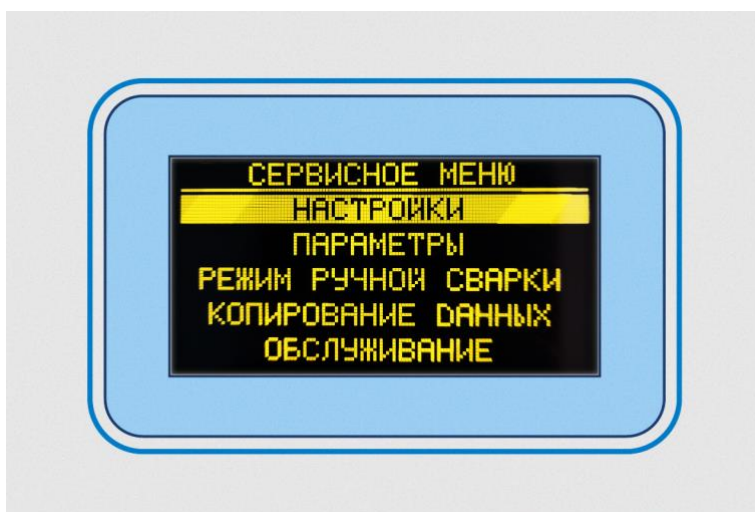 СЕРВИСНОЕ МЕНЮ
НАСТРОЙКИ
ПАРАМЕТРЫ
РЕЖИМ РУЧНОЙ СВАРКИ
КОПИРОВАНИЕ DАННЫХ
ОБСЛУЖИВАНИЕ